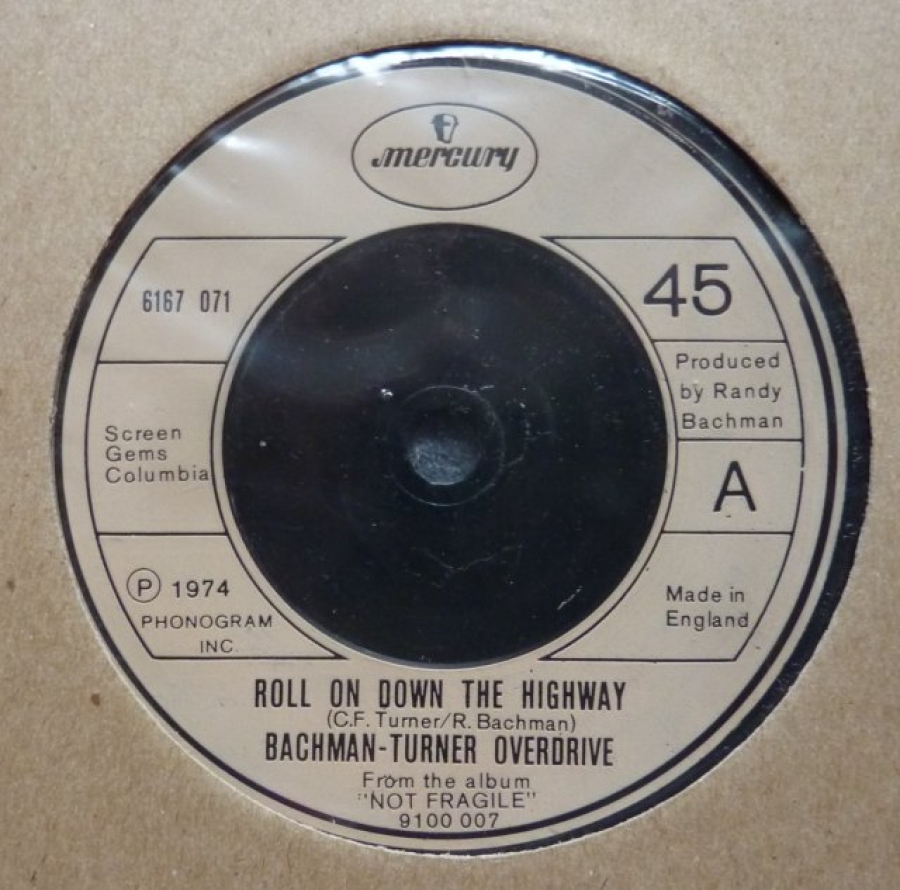 mercury
6167 071
45
Produced
by Randy
Bachman
Screen
Gems
Columbia
A
Ⓟ 1974
PHONOGRAM
INC.
Made in
England
ROLL ON DOWN THE HIGHWAY
(C.F. Turner/R. Bachman)
BACHMAN-TURNER OVERDRIVE
From the album
"NOT FRAGILE"
9100 007